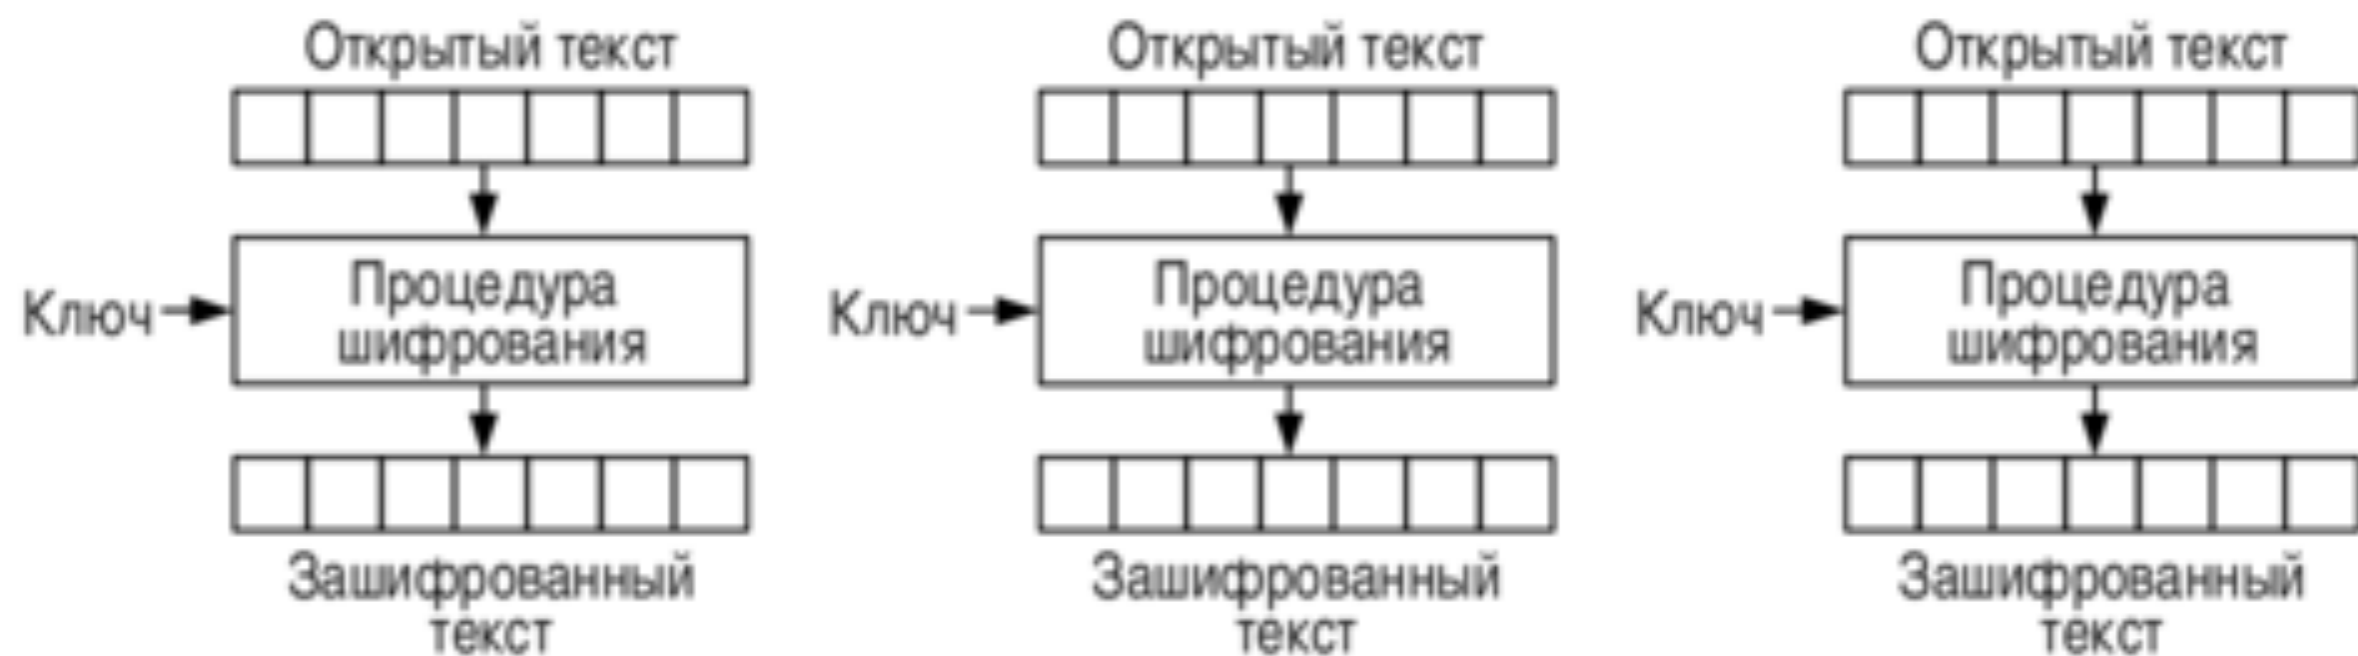 Открытый текст
Открытый текст
Открытый текст
Ключ
Процедура
шифрования
Ключ
Процедура
шифрования
Ключ
Процедура
шифрования
Зашифрованный
текст
Зашифрованный
текст
Зашифрованный
текст